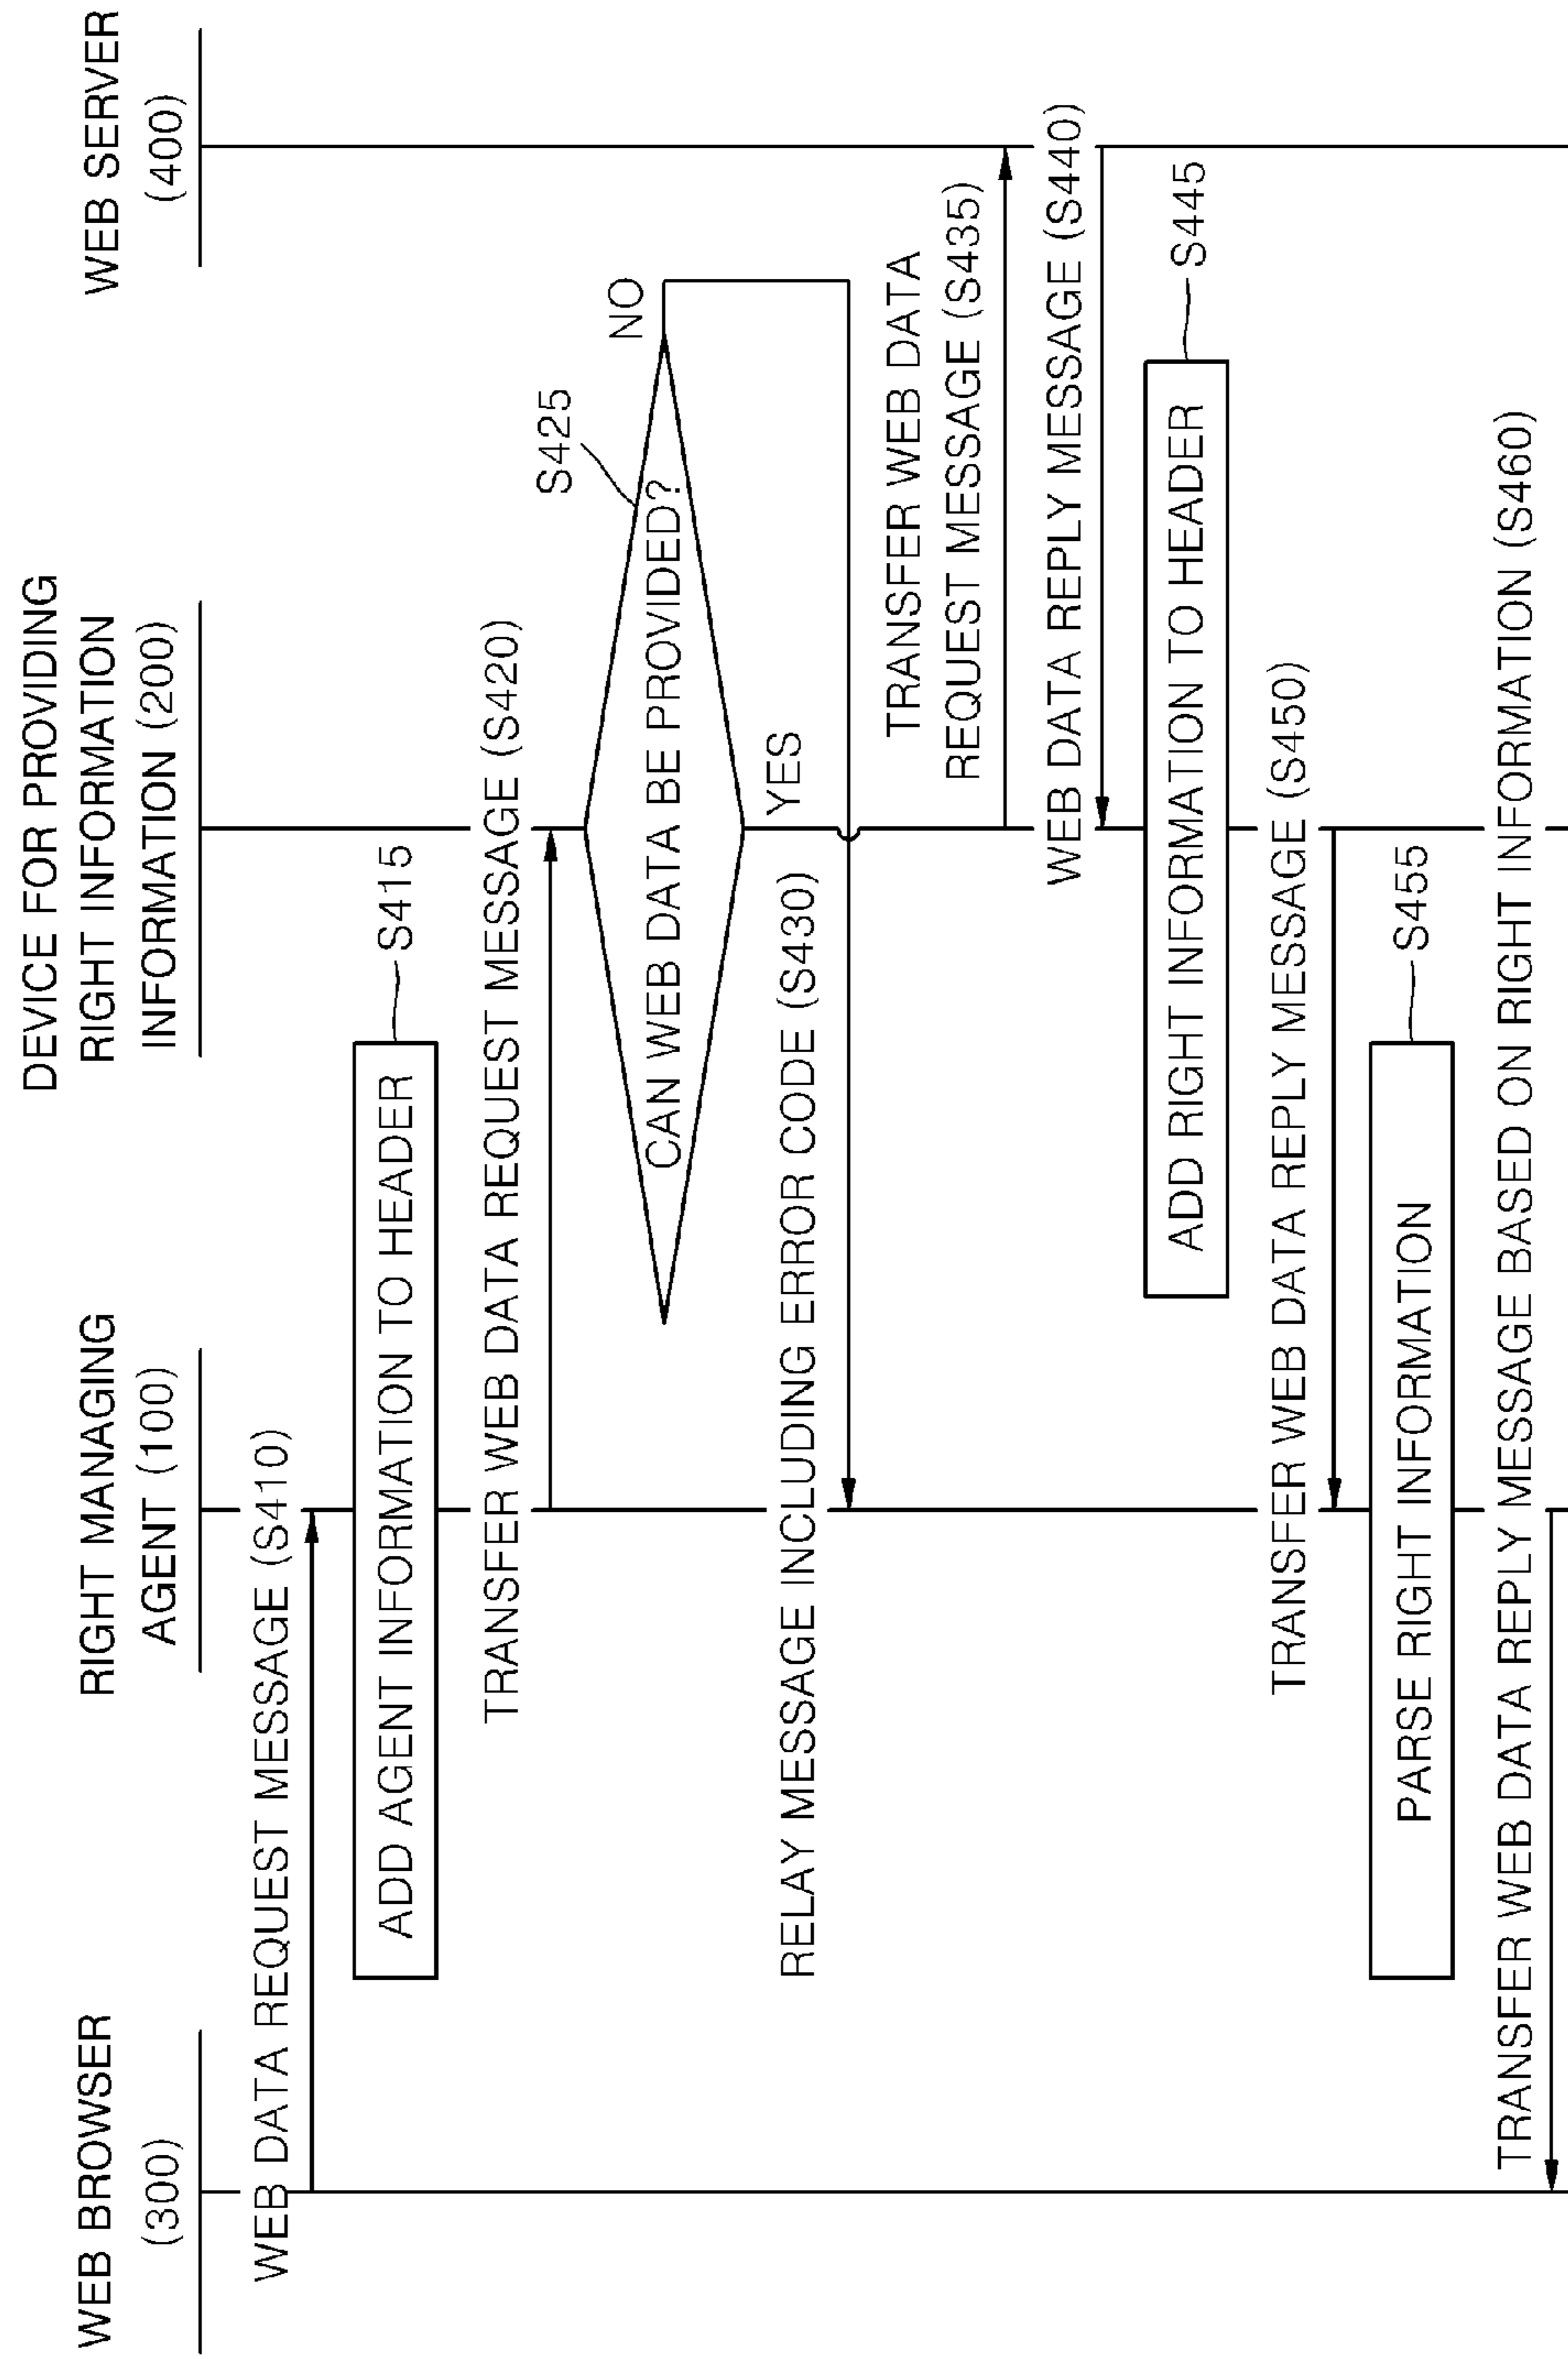 WEB BROWSER
(300)
RIGHT MANAGING
AGENT (100)
DEVICE FOR PROVIDING
RIGHT INFORMATION
INFORMATION (200)
WEB SERVER
(400)
WEB DATA REQUEST MESSAGE (S410)
ADD AGENT INFORMATION TO HEADER
S415
TRANSFER WEB DATA REQUEST MESSAGE (S420)
S425
CAN WEB DATA BE PROVIDED?
NO
YES
RELAY MESSAGE INCLUDING ERROR CODE (S430)
TRANSFER WEB DATA
REQUEST MESSAGE (S435)
WEB DATA REPLY MESSAGE (S440)
ADD RIGHT INFORMATION TO HEADER
S445
TRANSFER WEB DATA REPLY MESSAGE (S450)
PARSE RIGHT INFORMATION
S455
TRANSFER WEB DATA REPLY MESSAGE BASED ON RIGHT INFORMATION (S460)